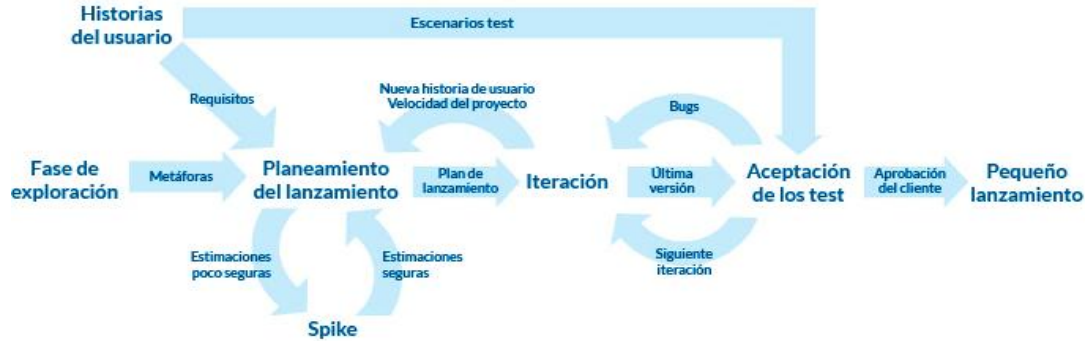 Historias
del usuario
Escenarios test
Requisitos
Nueva historia de usuario
Velocidad del proyecto
Bugs
Fase de
exploración
Metáforas
Planeamiento
del lanzamiento
Plan de
lanzamiento
Iteración
Última
versión
Aceptación
de los test
Aprobación
del cliente
Pequeño
lanzamiento
Estimaciones
poco seguras
Estimaciones
seguras
Siguiente
iteración
Spike